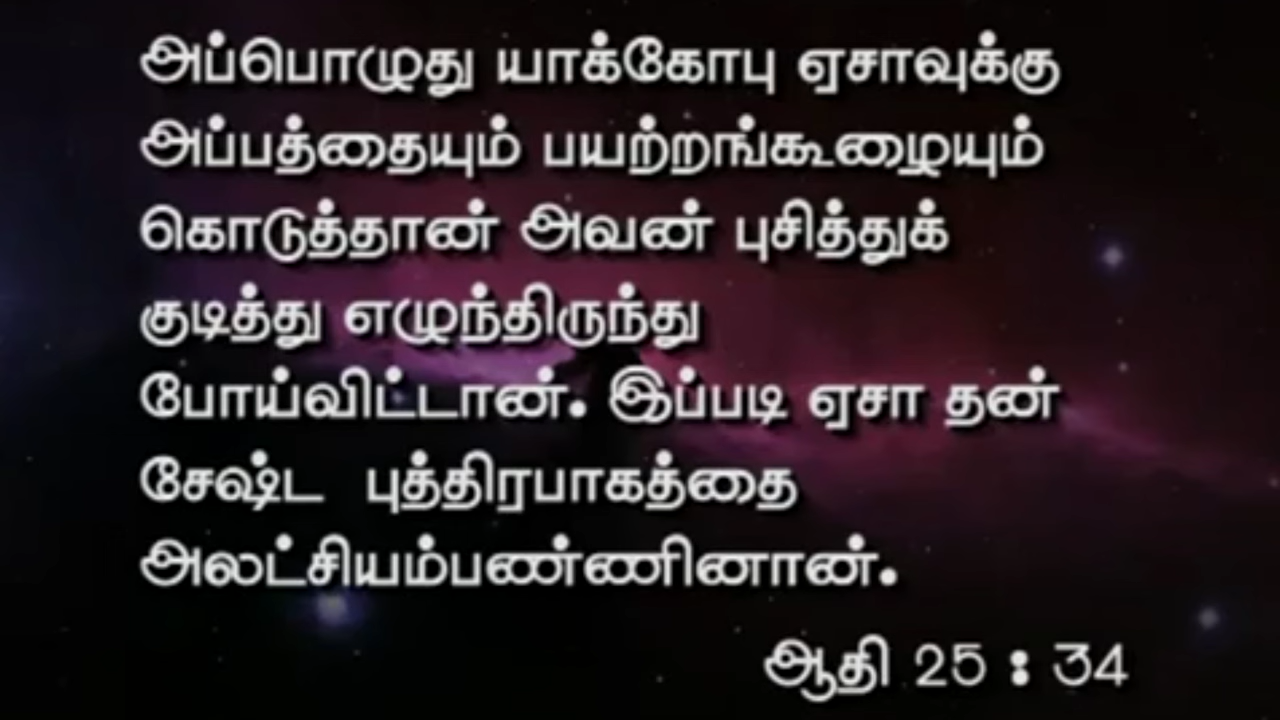 அப்பொழுது யாக்கோபு ஏசாவுக்கு
அப்பத்தையும் பயற்றங்கூழையும்
கொடுத்தான் அவன் புசித்துக்
குடித்து எழுந்திருந்து
போய்விட்டான். இப்படி ஏசா தன்
சேஷ்ட புத்திரபாகத்தை
அலட்சியம்பண்ணினான்.
ஆதி 25 : 34